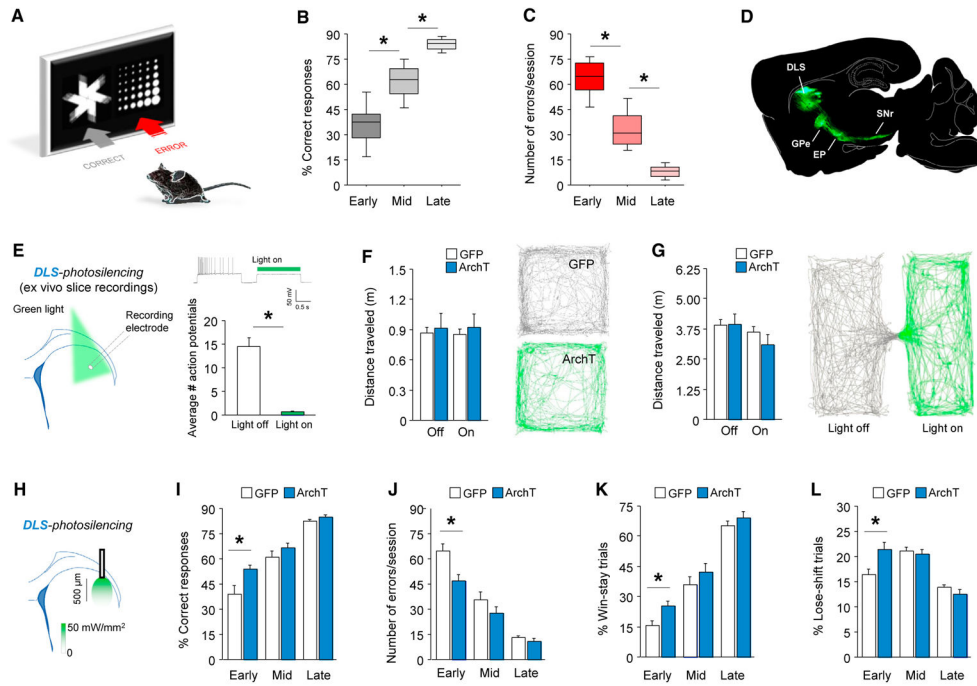 A
CORRECT
ERROR
B
% Correct responses
90
75
60
45
30
15
0
Early Mid Late
*
*
C
Number of errors/session
90
75
60
45
30
15
0
Early Mid Late
*
*
D
DLS
GPe
EP
SNr
E
DLS-photosilencing
(ex vivo slice recordings)
Green light
Recording
electrode
Light on
50 mV
0.5 s
Average # action potentials
20
15
10
5
0
*
Light off Light on
F
GFP
ArchT
Distance traveled (m)
1.5
1.2
0.9
0.6
0.3
0
Off On
GFP
ArchT
G
GFP
ArchT
Distance traveled (m)
6.25
5.00
3.75
2.50
1.25
0
Off On
Light off Light on
H
DLS-photosilencing
500 µm
50 mW/mm²
0
I
GFP ArchT
% Correct responses
90
75
60
45
30
15
0
*
Early Mid Late
J
GFP ArchT
Number of errors/session
90
75
60
45
30
15
0
*
Early Mid Late
K
GFP ArchT
% Win-stay trials
75
60
45
30
15
0
*
Early Mid Late
L
GFP ArchT
% Lose-shift trials
30
25
20
15
10
5
0
*
Early Mid Late